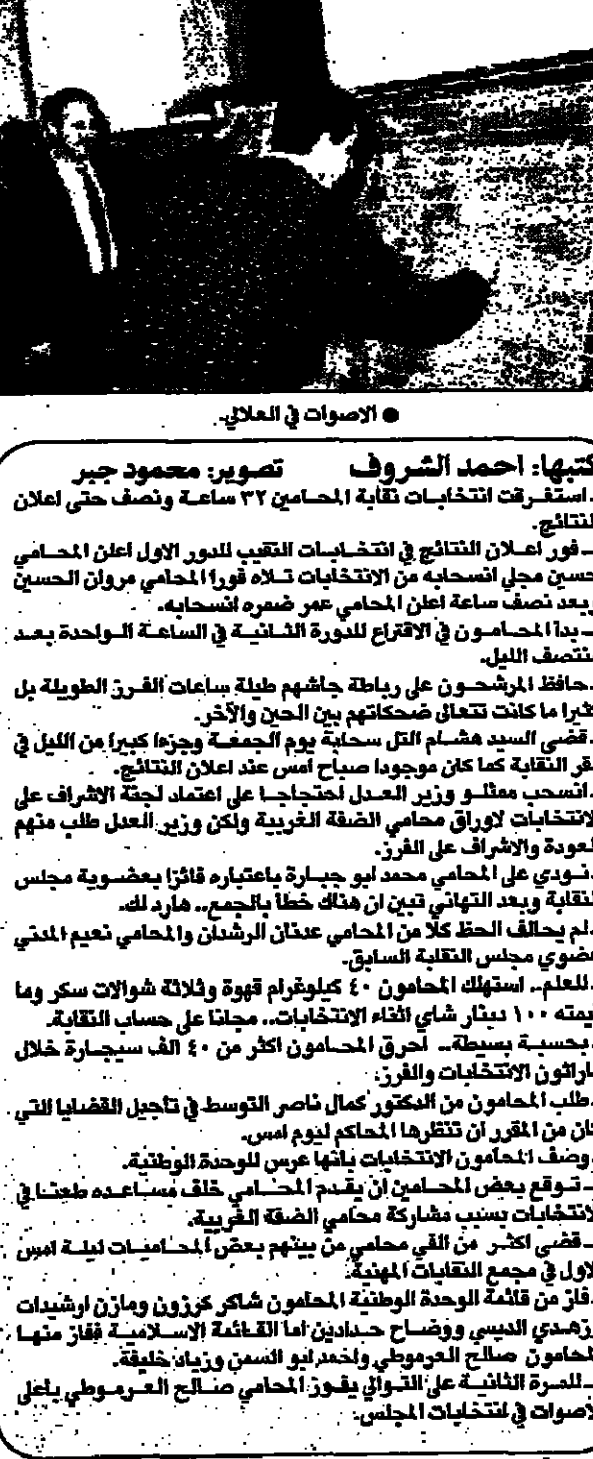 ● الاصوات في العلالي.
كتبها: احمد الشروف تصوير: محمود جبر
ـ استغرقت انتخابات نقابة المحامين ٣٢ ساعة ونصف حتى اعلان
لنتائج.
ـ فور اعلان النتائج في انتخابات النقيب للدور الاول اعلن المحامي
حسين مجلي انسحابه من الانتخابات تلاه فورا المحامي مروان الحسين
وبعد نصف ساعة اعلن المحامي عمر ضمره انسحابه.
ـ بدا المحامون في الاقتراع للدورة الثانية في الساعة الواحدة بعد
منتصف الليل.
ـ حافظ المرشحون على رباطة جاشهم طيلة ساعات الفرز الطويلة بل
كثيرا ما كانت تتعالى ضحكاتهم بين الحين والآخر.
ـ قضى السيد هشام التل سحابة يوم الجمعة وجزءا كبيرا من الليل في
مقر النقابة كما كان موجودا صباح امس عند اعلان النتائج.
ـ انسحب ممثلو وزير العدل احتجاجا على اعتماد لجنة الاشراف على
لانتخابات لاوراق محامي الضفة الغربية ولكن وزير العدل طلب منهم
لعودة والاشراف على الفرز.
ـ نودي على المحامي محمد ابو جبارة باعتباره فائزا بعضوية مجلس
لنقابة وبعد التهاني تبين ان هناك خطأ بالجمع.. هارد لك.
ـ لم يحالف الحظ كلا من المحامي عدنان الرشدان والمحامي نعيم المدني
عضوي مجلس النقابة السابق.
ـ للعلم.. استهلك المحامون ٤٠ كيلوغرام قهوة وثلاثة شوالات سكر وما
قيمته ١٠٠ دينار شاي اثناء الانتخابات.. مجانا على حساب النقابة.
ـ بحسبة بسيطة.. احرق المحامون اكثر من ٤٠ الف سيجارة خلال
ماراثون الانتخابات والفرز.
ـ طلب المحامون من الدكتور كمال ناصر التوسط في تأجيل القضايا التي
كان من المقرر ان تنظرها المحاكم ليوم امس.
ـ وصف المحامون الانتخابات بانها عرس للوحدة الوطنية.
ـ توقع بعض المحامين ان يقدم المحامي خلف مساعده طعنا في
لانتخابات بسبب مشاركة محامي الضفة الغربية.
ـ قضى اكثر من الفي محامي من بينهم بعض المحاميات ليلة امس
لاول في مجمع النقابات المهنية.
ـ فاز من قائمة الوحدة الوطنية المحامون شاكر كرزون ومازن ارشيدات
وزهدي الديسي ووضاح حدادين اما القائمة الاسلامية ففاز منها
لمحامون صالح العرموطي واحمد ابو السمن وزياد خليفة.
ـ للمرة الثانية على التوالي يفوز المحامي صالح العرموطي باعلى
لاصوات في انتخابات المجلس.